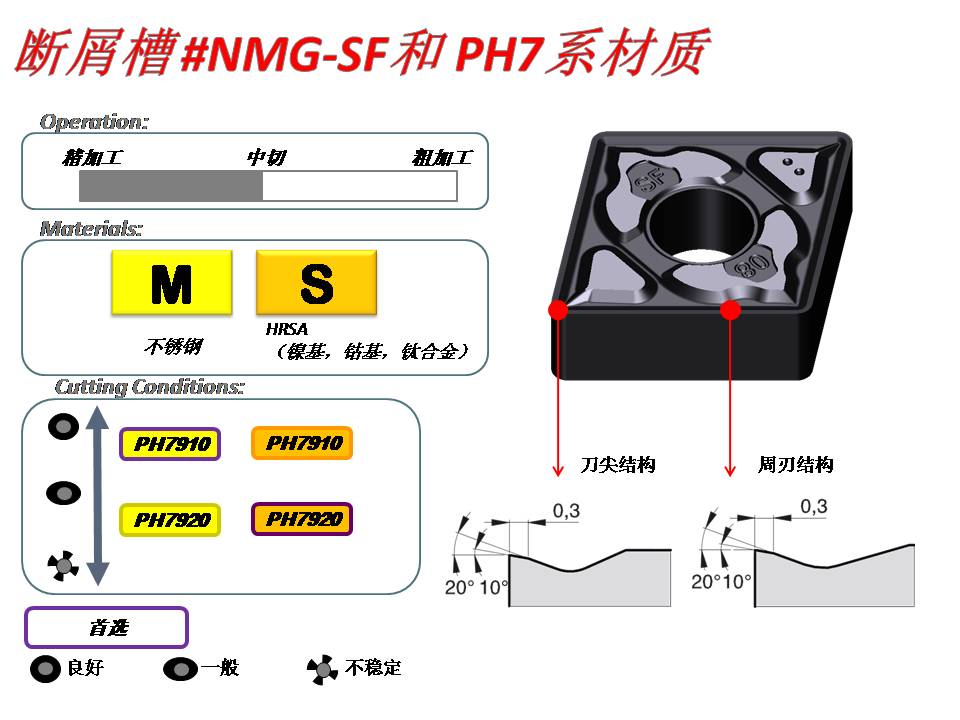 断屑槽 #NMG-SF和 PH7系材质
Operation:
精加工 中切 粗加工
Materials:
M S
不锈钢
HRSA
（镍基，钴基，钛合金）
Cutting Conditions:
PH7910 PH7910
PH7920 PH7920
首选
良好 一般 不稳定
SF
80
刀尖结构 周刃结构
0,3
20° 10°
0,3
20° 10°